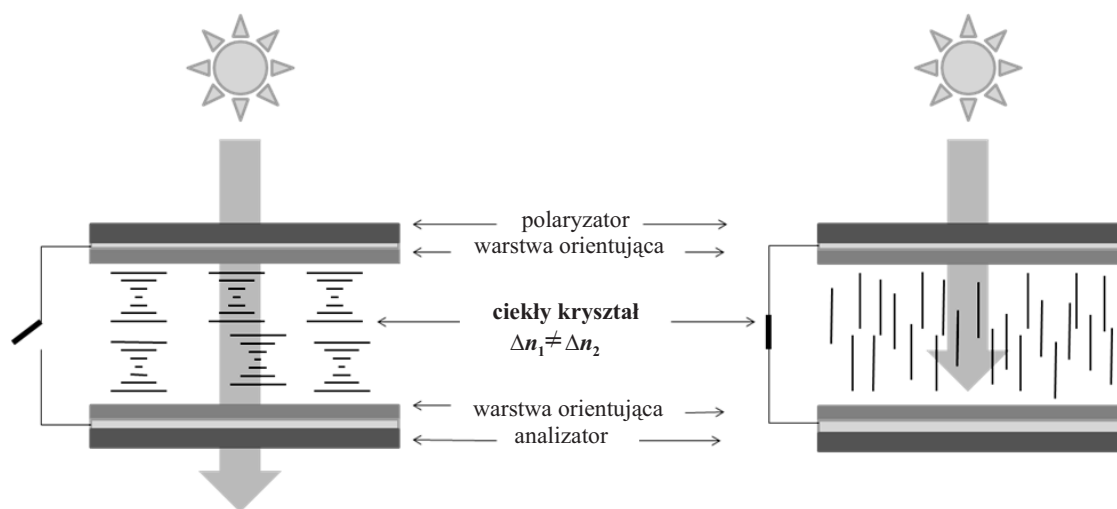 polaryzator
warstwa orientująca
ciekły kryształ
Δn₁≠Δn₂
warstwa orientująca
analizator